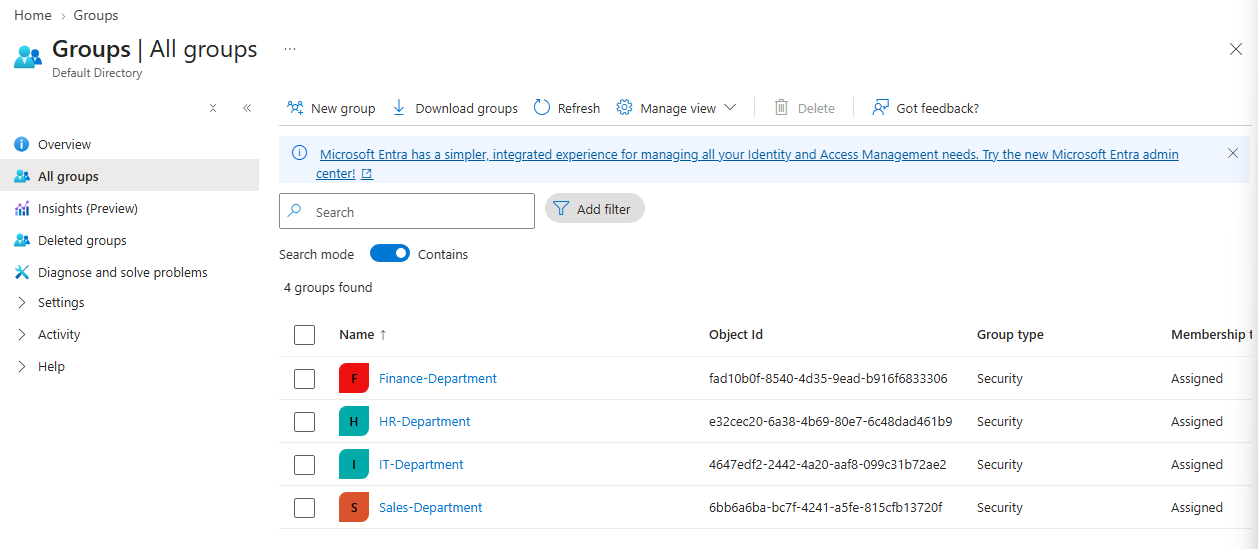 Home > Groups
Groups | All groups ...
Default Directory
New group Download groups Refresh Manage view Delete Got feedback?
Overview
All groups
Insights (Preview)
Deleted groups
Diagnose and solve problems
Settings
Activity
Help
Microsoft Entra has a simpler, integrated experience for managing all your Identity and Access Management needs. Try the new Microsoft Entra admin
center!
Search
Add filter
Search mode Contains
4 groups found
Name ↑ Object Id Group type Membership t
F Finance-Department fad10b0f-8540-4d35-9ead-b916f6833306 Security Assigned
H HR-Department e32cec20-6a38-4b69-80e7-6c48dad461b9 Security Assigned
I IT-Department 4647edf2-2442-4a20-aaf8-099c31b72ae2 Security Assigned
S Sales-Department 6bb6a6ba-bc7f-4241-a5fe-815cfb13720f Security Assigned